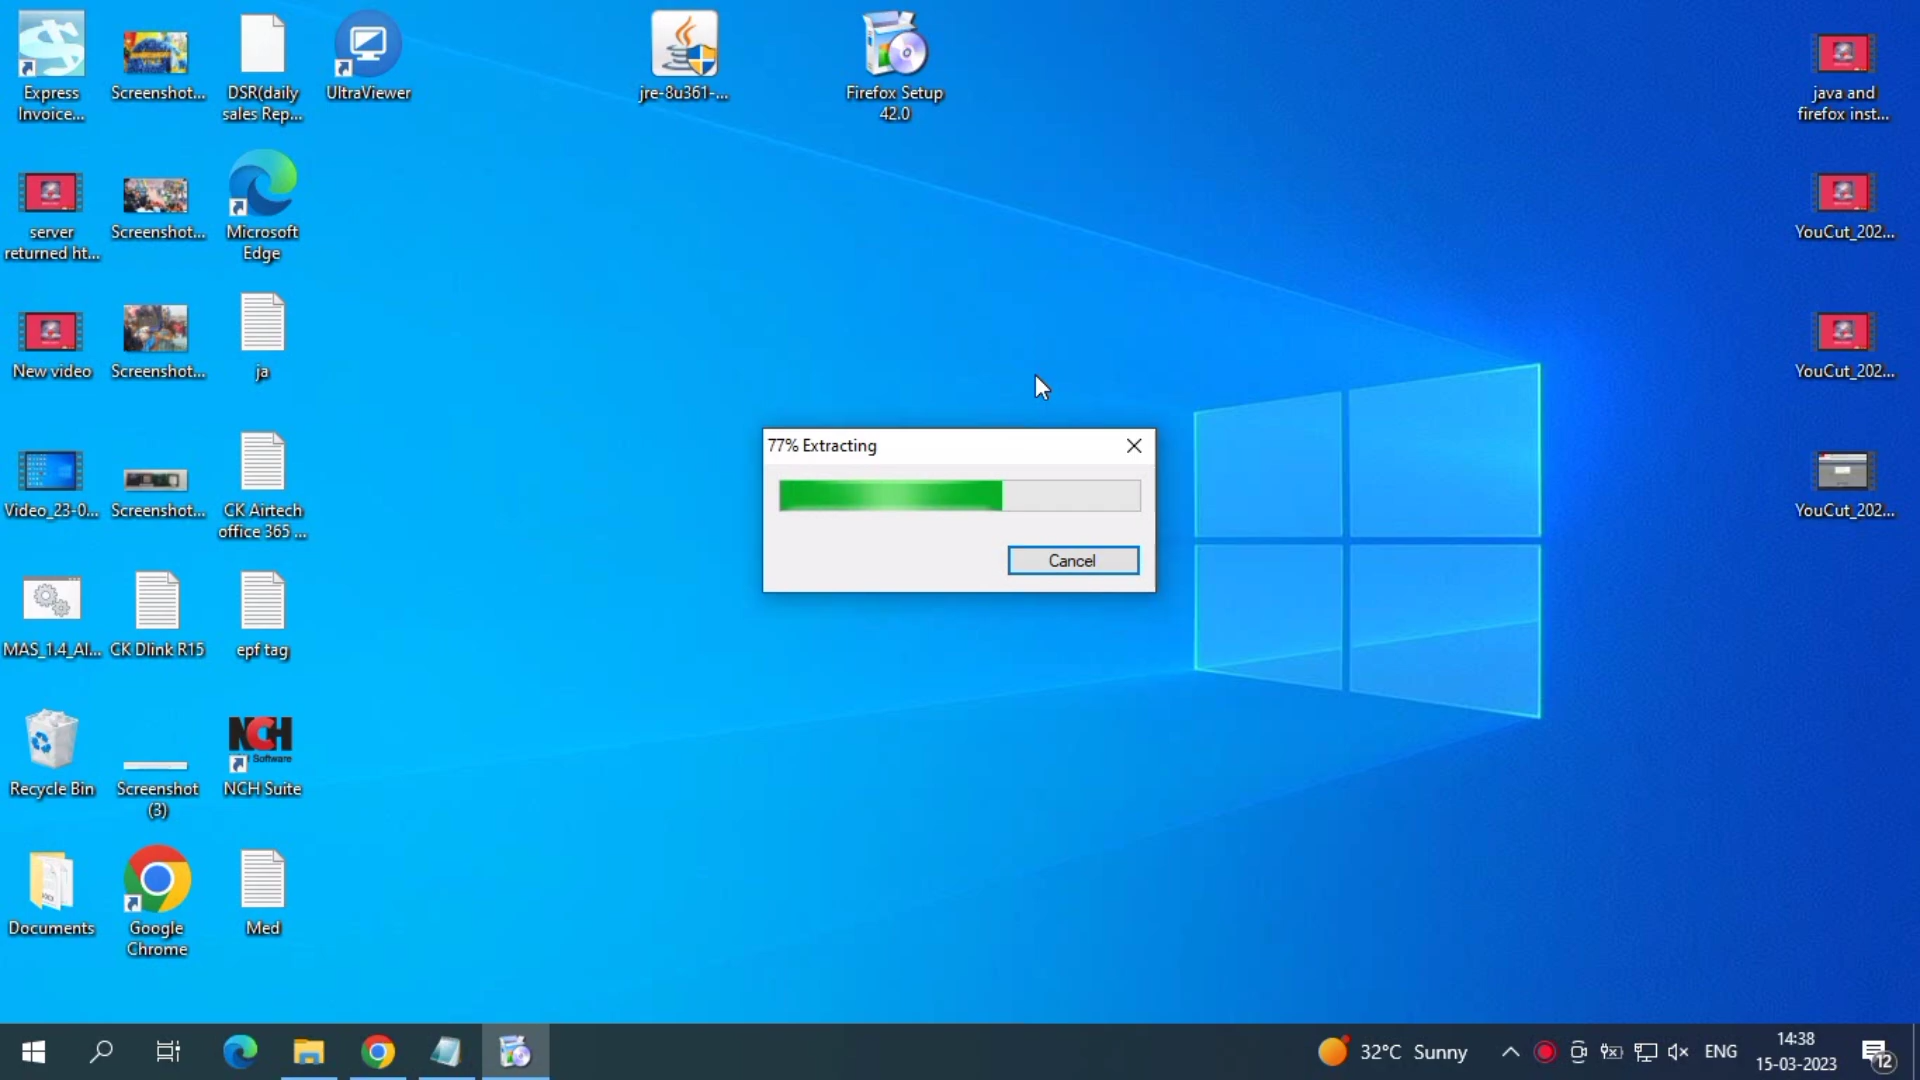 Express
Invoice...
Screenshot...
DSR(daily
sales Rep...
UltraViewer
jre-8u361-...
Firefox Setup
42.0
java and
firefox inst...
server
returned ht...
Screenshot...
Microsoft
Edge
YouCut_202...
New video
Screenshot...
ja
YouCut_202...
77% Extracting
Cancel
Video_23-0...
Screenshot...
CK Airtech
office 365 ...
YouCut_202...
MAS_1.4_AI...
CK Dlink R15
epf tag
NCH
Software
Recycle Bin
Screenshot
(3)
NCH Suite
Documents
Google
Chrome
Med
32°C Sunny
ENG
14:38
15-03-2023
12